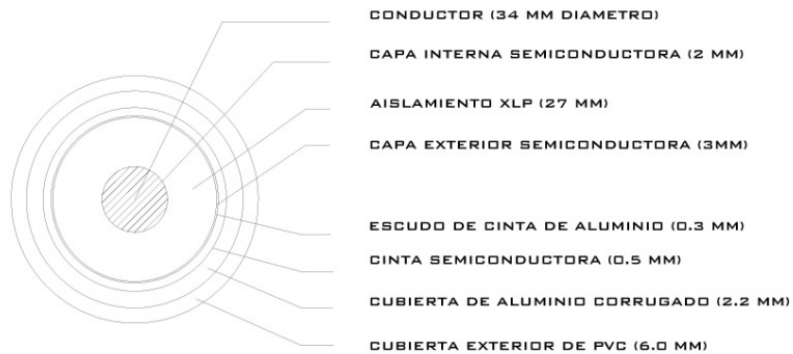 CONDUCTOR (34 MM DIAMETRO)
CAPA INTERNA SEMICONDUCTORA (2 MM)
AISLAMIENTO XLP (27 MM)
CAPA EXTERIOR SEMICONDUCTORA (3MM)
ESCUDO DE CINTA DE ALUMINIO (0.3 MM)
CINTA SEMICONDUCTORA (0.5 MM)
CUBIERTA DE ALUMINIO CORRUGADO (2.2 MM)
CUBIERTA EXTERIOR DE PVC (6.0 MM)